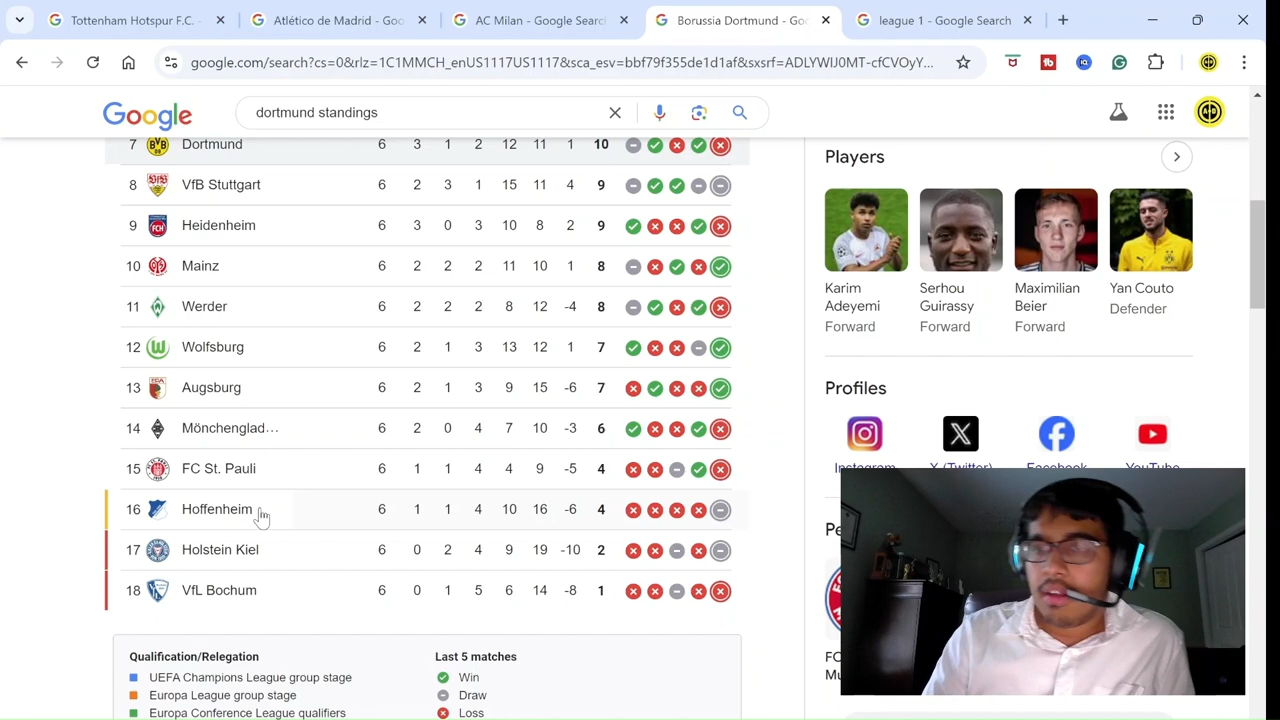 Tottenham Hotspur F.C. -
Atlético de Madrid - Goo
AC Milan - Google Searc
Borussia Dortmund - Goo
league 1 - Google Search
google.com/search?cs=0&rlz=1C1MMCH_enUS1117US1117&sca_esv=bbf79f355de1d1af&sxsrf=ADLYWIJ0MT-cfCVOyY...
Google
dortmund standings
7 Dortmund 6 3 1 2 12 11 1 10
8 VfB Stuttgart 6 2 3 1 15 11 4 9
9 Heidenheim 6 3 0 3 10 8 2 9
10 Mainz 6 2 2 2 11 10 1 8
11 Werder 6 2 2 2 8 12 -4 8
12 Wolfsburg 6 2 1 3 13 12 1 7
13 Augsburg 6 2 1 3 9 15 -6 7
14 Mönchenglad... 6 2 0 4 7 10 -3 6
15 FC St. Pauli 6 1 1 4 4 9 -5 4
16 Hoffenheim 6 1 1 4 10 16 -6 4
17 Holstein Kiel 6 0 2 4 9 19 -10 2
18 VfL Bochum 6 0 1 5 6 14 -8 1
Qualification/Relegation
UEFA Champions League group stage
Europa League group stage
Europa Conference League qualifiers
Last 5 matches
Win
Draw
Loss
Players
Karim
Adeyemi
Forward
Serhou
Guirassy
Forward
Maximilian
Beier
Forward
Yan Couto
Defender
Profiles
Instagram
X (Twitter)
Facebook
YouTube
Pe
FC
Mu